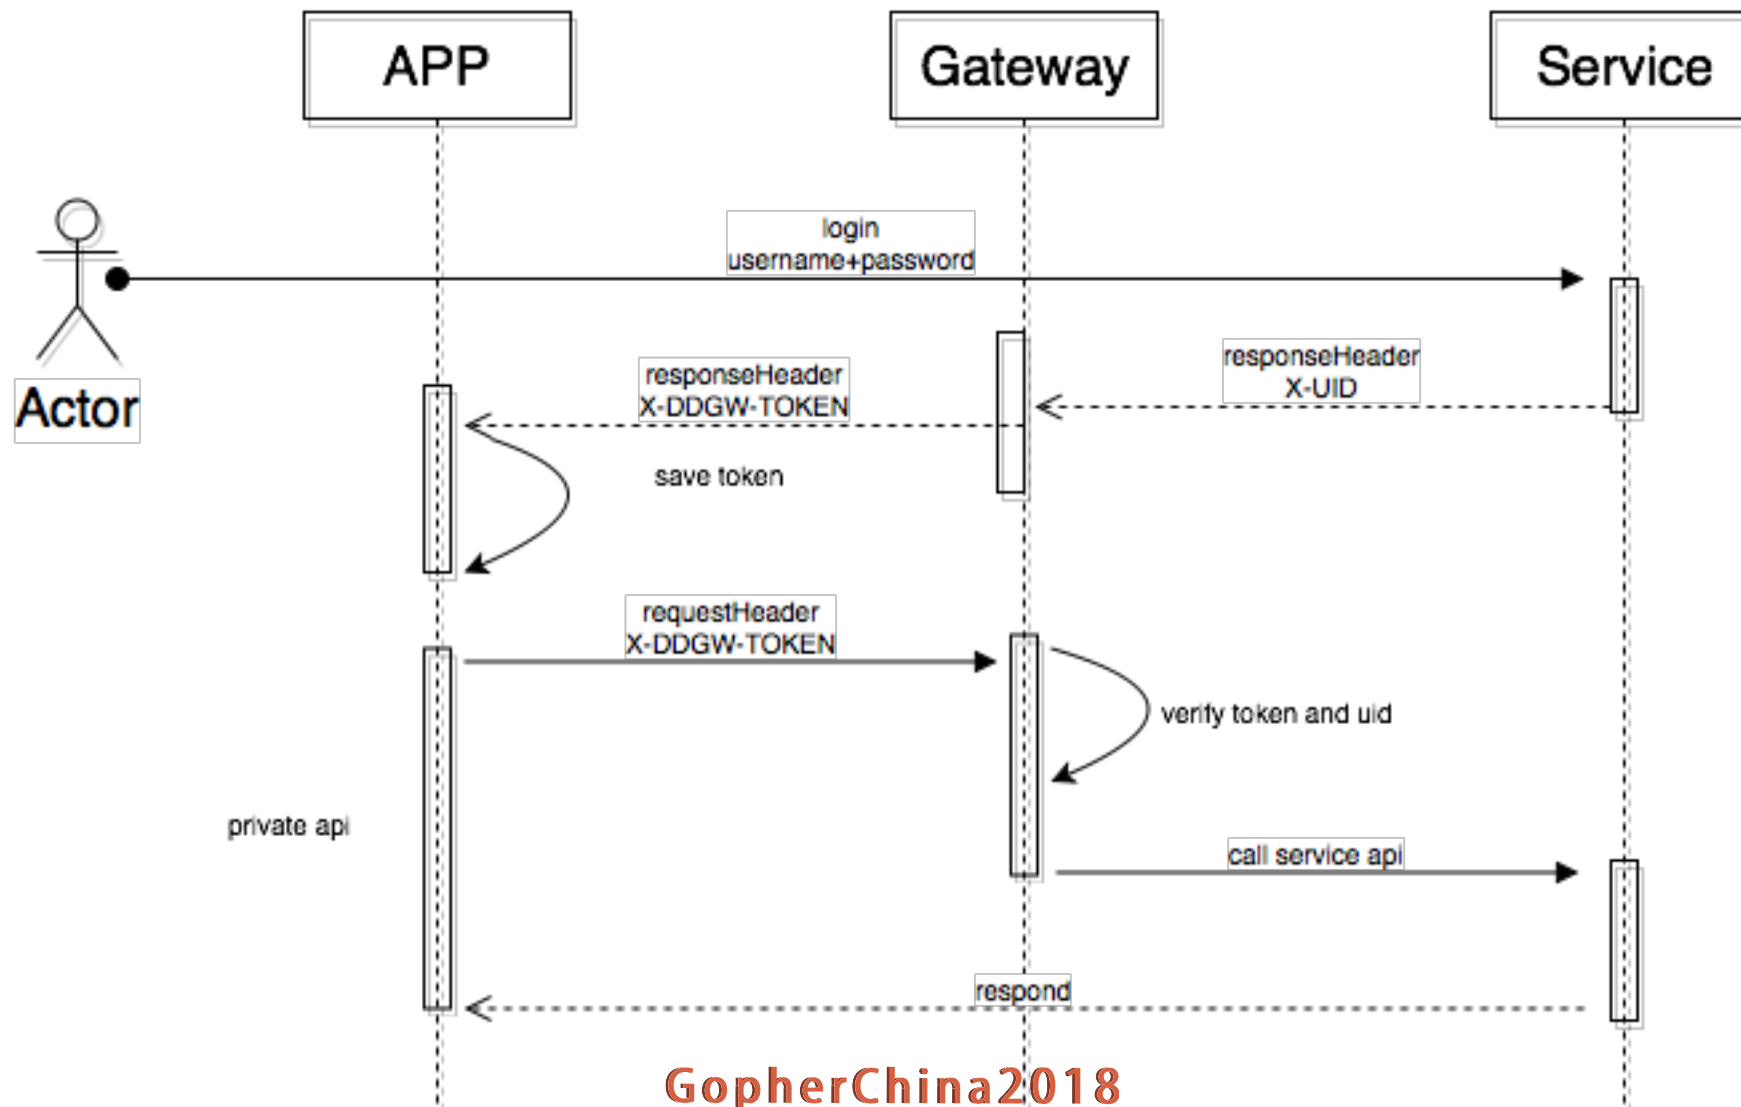 APP
Gateway
Service
Actor
login
username+password
responseHeader
X-UID
responseHeader
X-DDGW-TOKEN
save token
requestHeader
X-DDGW-TOKEN
verify token and uid
private api
call service api
respond
GopherChina2018